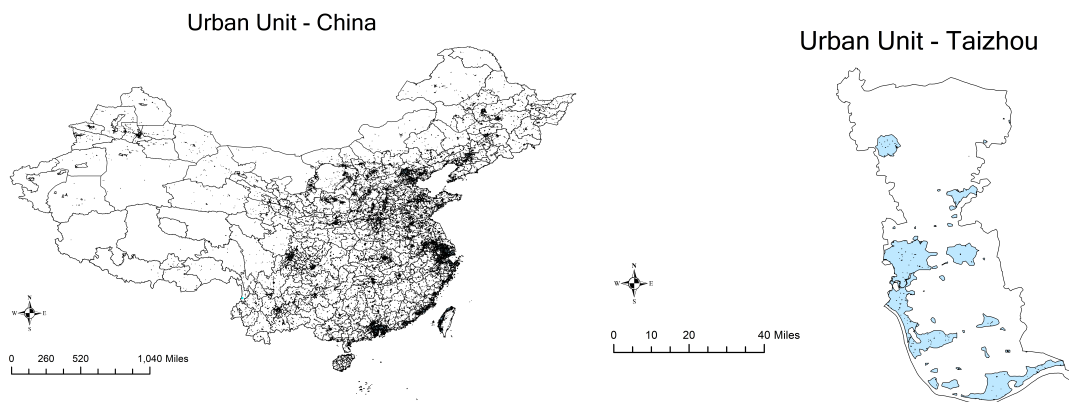 Urban Unit - China
N
W E
S
0 260 520 1,040 Miles
Urban Unit - Taizhou
N
W E
S
0 10 20 40 Miles